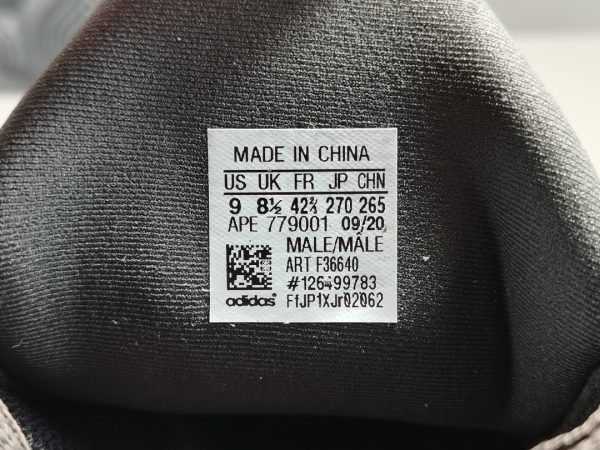 MADE IN CHINA
US UK FR JP CHN
9 8½ 42⅔ 270 265
APE 779001 09/20
MALE/MÂLE
ART F36640
#126499783
adidas FfJP1XJr02062